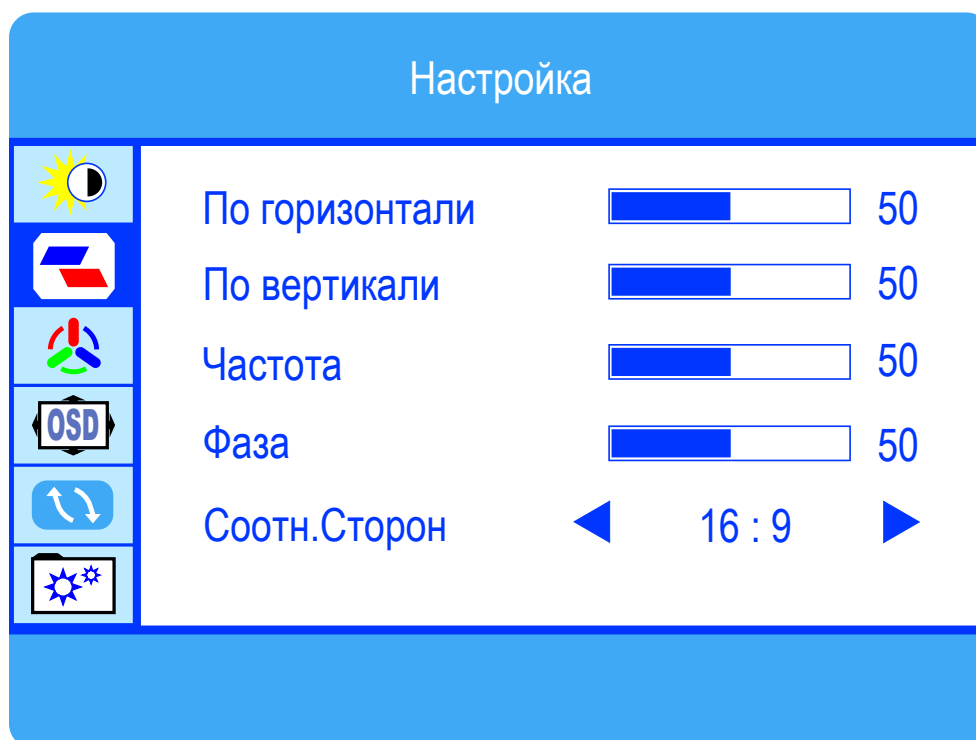 Настройка
По горизонтали 50
По вертикали 50
Частота 50
OSD
Фаза 50
Соотн.Сторон 16 : 9